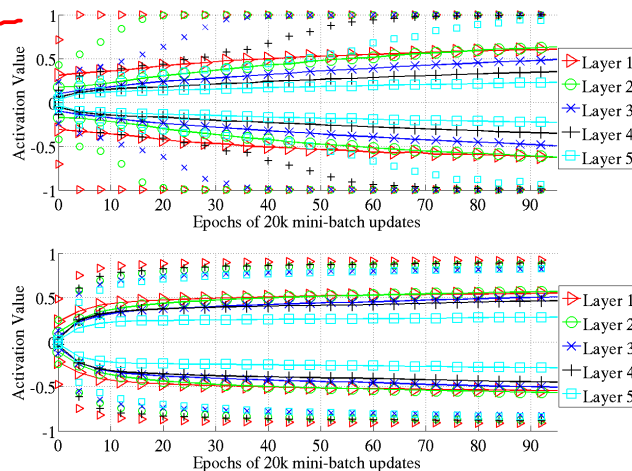 1
0.5
0
-0.5
-1
Activation Value
0 10 20 30 40 50 60 70 80 90
Epochs of 20k mini-batch updates
Layer 1
Layer 2
Layer 3
Layer 4
Layer 5
1
0.5
0
-0.5
-1
Activation Value
0 10 20 30 40 50 60 70 80 90
Epochs of 20k mini-batch updates
Layer 1
Layer 2
Layer 3
Layer 4
Layer 5